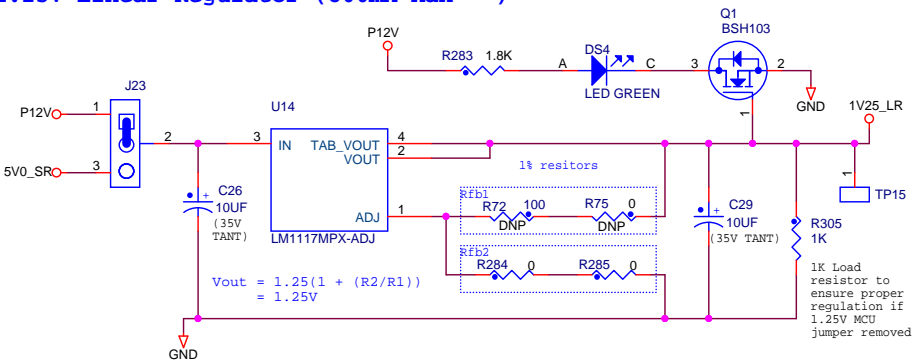 Q1
BSH103
P12V
R283 1.8K
DS4
A
C
3
2
LED GREEN
1
GND
J23
P12V
1
2
5V0_SR
3
U14
3
IN
TAB_VOUT
4
VOUT
2
ADJ
1
LM1117MPX-ADJ
1V25_LR
1
TP15
C26
10UF
(35V
TANT)
+
1% resitors
Rfb1
R72 100
DNP
R75 0
DNP
Rfb2
R284 0
R285 0
C29
10UF
(35V TANT)
+
R305
1K
1K Load
resistor to
ensure proper
regulation if
1.25V MCU
jumper removed
Vout = 1.25(1 + (R2/R1))
= 1.25V
GND